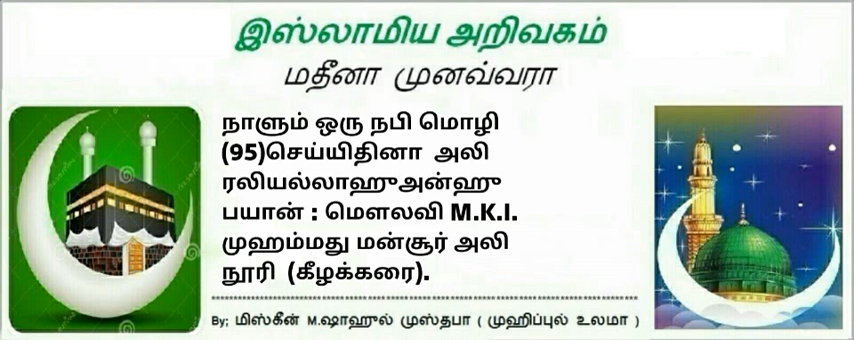 இஸ்லாமிய அறிவகம்
மதீனா முனவ்வரா
நாளும் ஒரு நபி மொழி
(95)செய்யிதினா அலி
ரலியல்லாஹுஅன்ஹு
பயான் : மௌலவி M.K.I.
முஹம்மது மன்சூர் அலி
நூரி (கீழக்கரை).
By; மிஸ்கீன் M.ஷாஹுல் முஸ்தபா ( முஹிப்புல் உலமா )